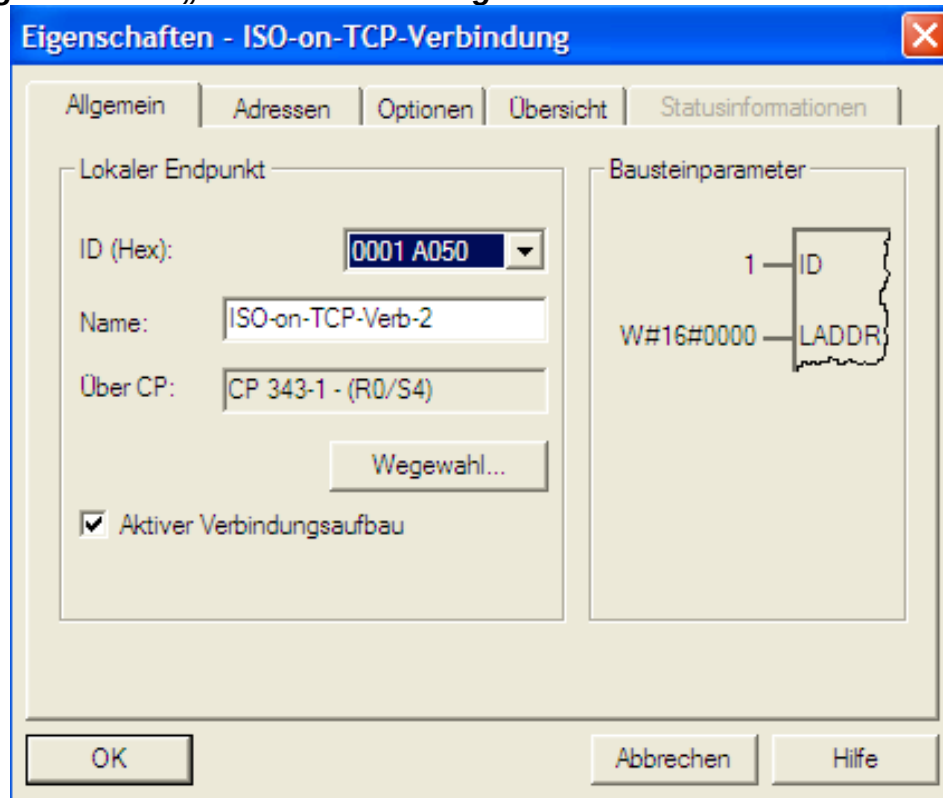 Eigenschaften - ISO-on-TCP-Verbindung
Allgemein Adressen Optionen Übersicht Statusinformationen
Lokaler Endpunkt
ID (Hex): 0001 A050
Name: ISO-on-TCP-Verb-2
Über CP: CP 343-1 - (R0/S4)
Wegewahl...
Aktiver Verbindungsaufbau
Bausteinparameter
1 ID
W#16#0000 LADDR
OK Abbrechen Hilfe